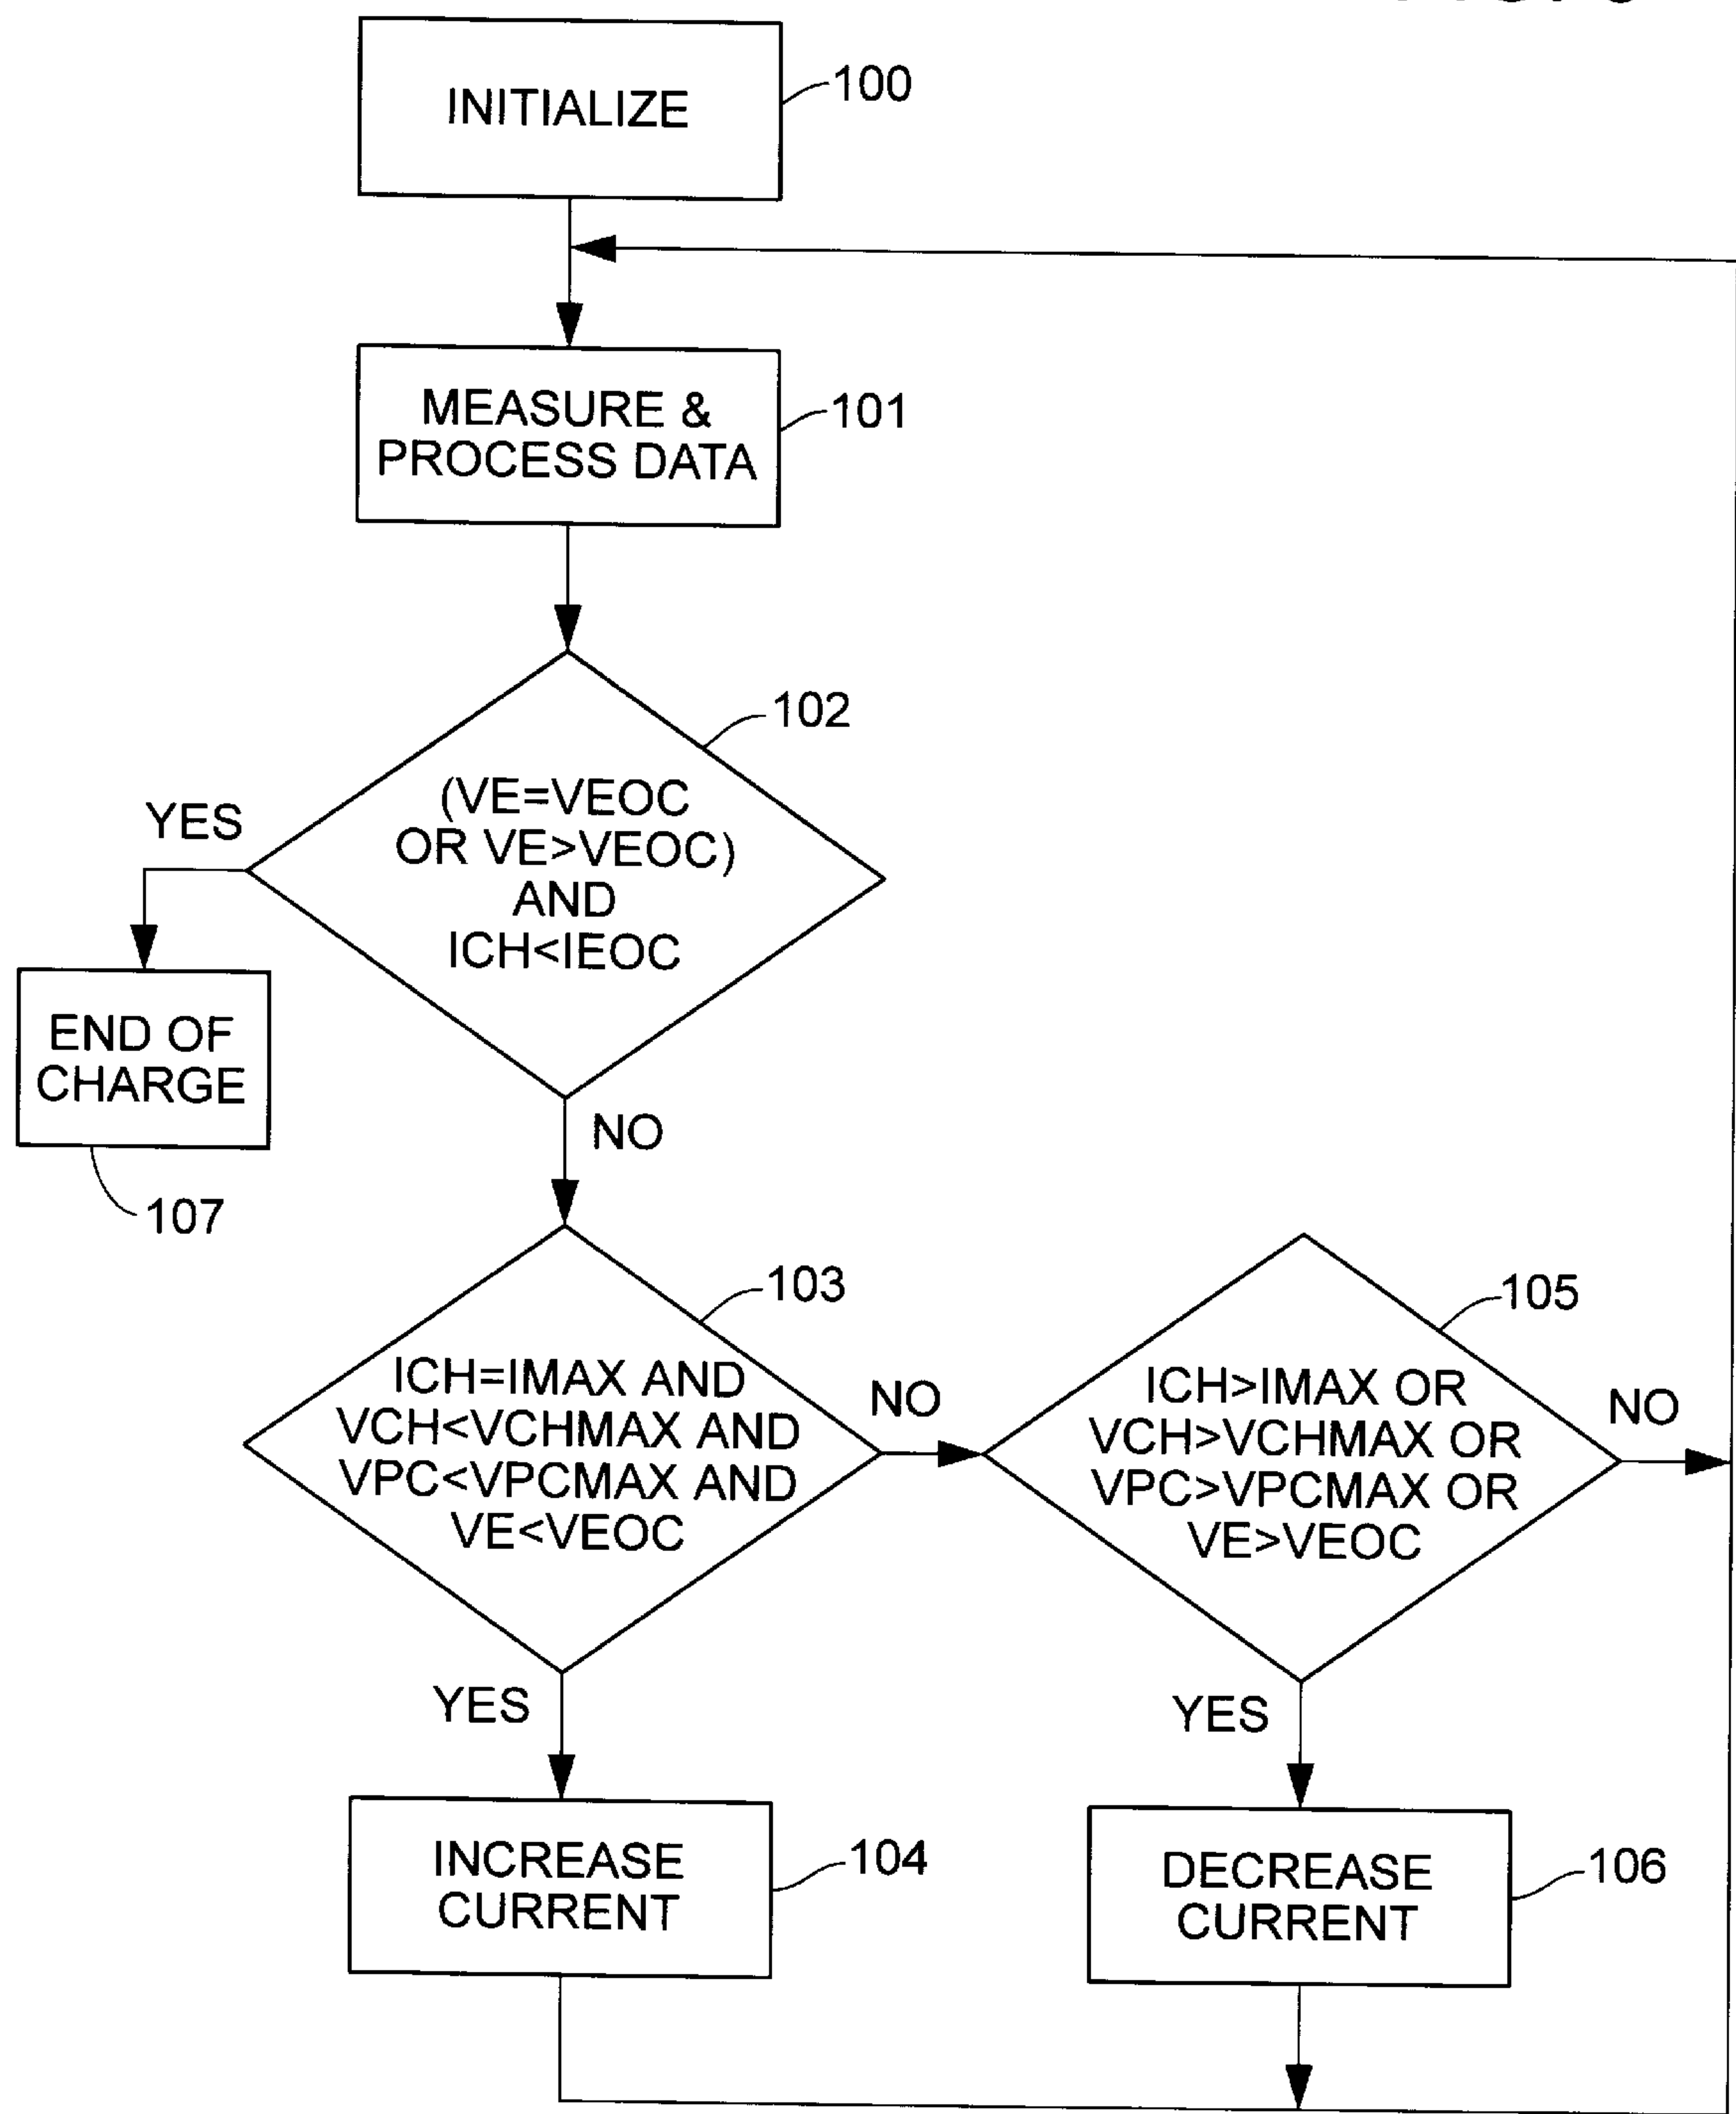 INITIALIZE
100
MEASURE &
PROCESS DATA
101
102
(VE=VEOC
OR VE>VEOC)
AND
ICH<IEOC
YES
END OF
CHARGE
107
NO
103
ICH=IMAX AND
VCH<VCHMAX AND
VPC<VPCMAX AND
VE<VEOC
NO
105
ICH>IMAX OR
VCH>VCHMAX OR
VPC>VPCMAX OR
VE>VEOC
NO
YES
YES
INCREASE
CURRENT
104
DECREASE
CURRENT
106